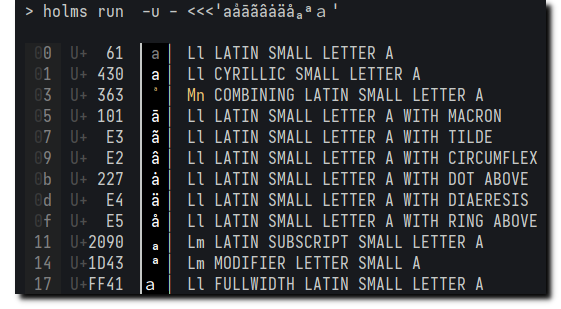 > holms run  -u - <<<'aаͣāãâȧäåₐᵃａ'
00 U+ 61 a│ Ll LATIN SMALL LETTER A
01 U+ 430 а│ Ll CYRILLIC SMALL LETTER A
03 U+ 363 ͣ│ Mn COMBINING LATIN SMALL LETTER A
05 U+ 101 ā│ Ll LATIN SMALL LETTER A WITH MACRON
07 U+ E3 ã│ Ll LATIN SMALL LETTER A WITH TILDE
09 U+ E2 â│ Ll LATIN SMALL LETTER A WITH CIRCUMFLEX
0b U+ 227 ȧ│ Ll LATIN SMALL LETTER A WITH DOT ABOVE
0d U+ E4 ä│ Ll LATIN SMALL LETTER A WITH DIAERESIS
0f U+ E5 å│ Ll LATIN SMALL LETTER A WITH RING ABOVE
11 U+2090 ₐ│ Lm LATIN SUBSCRIPT SMALL LETTER A
14 U+1D43 ᵃ│ Lm MODIFIER LETTER SMALL A
17 U+FF41 ａ│ Ll FULLWIDTH LATIN SMALL LETTER A